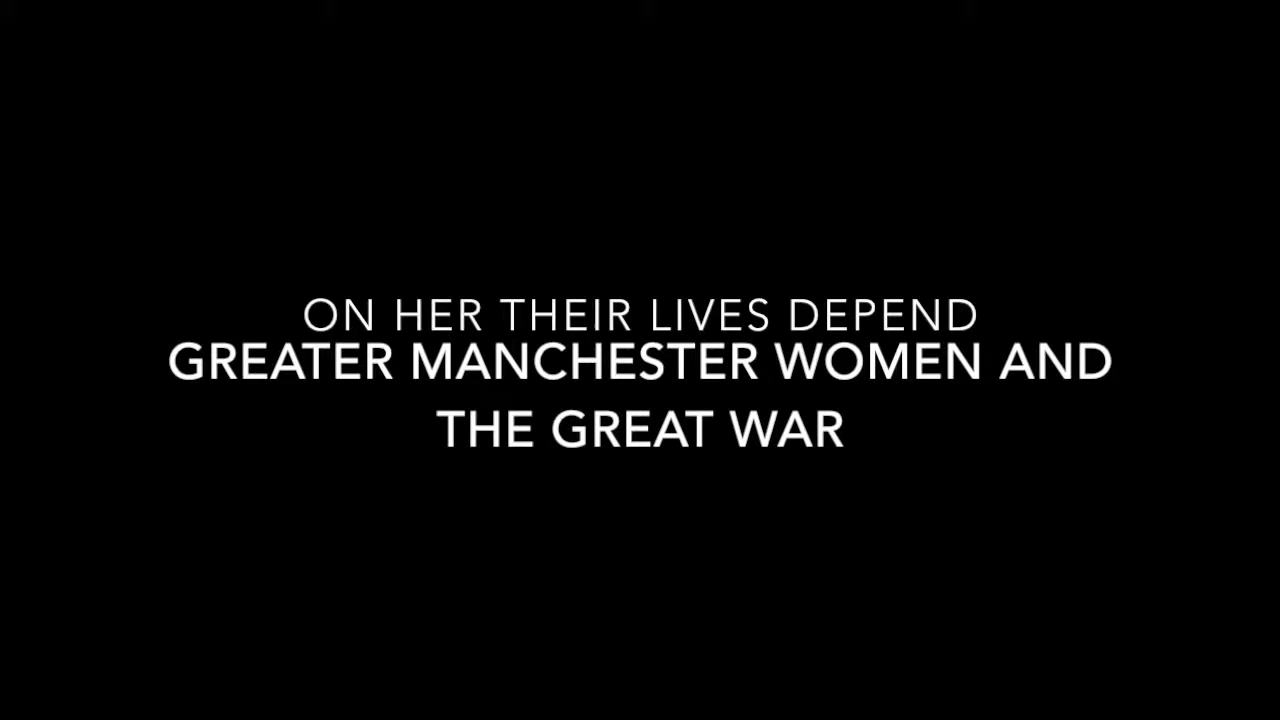 ON HER THEIR LIVES DEPEND
GREATER MANCHESTER WOMEN AND
THE GREAT WAR